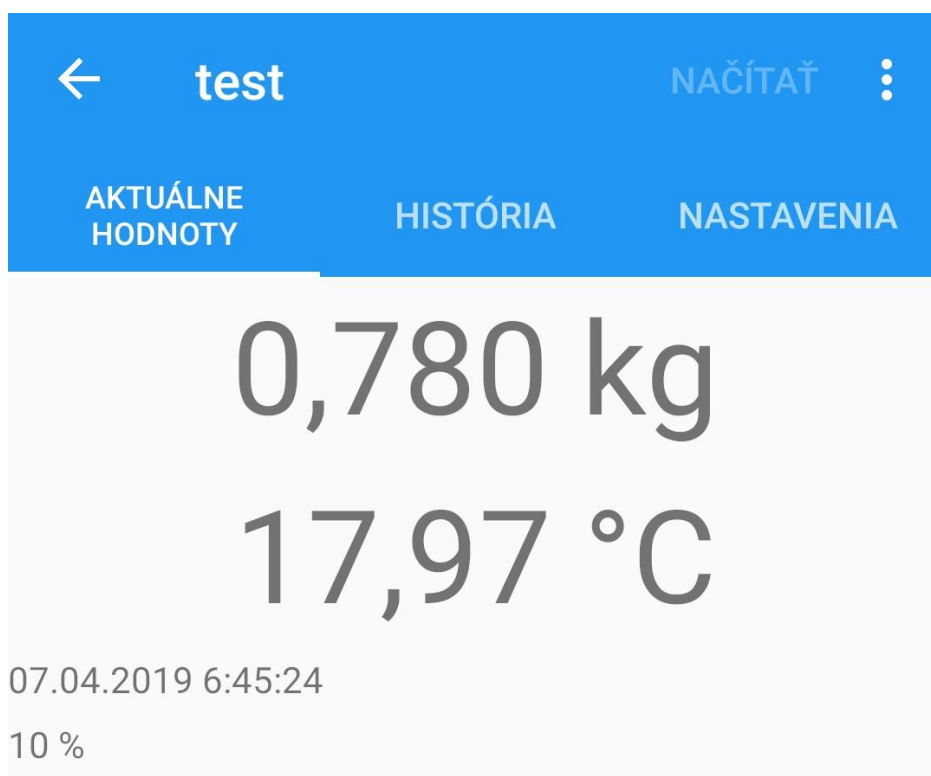 test
NAČÍTAŤ
AKTUÁLNE
HODNOTY
HISTÓRIA
NASTAVENIA
0,780 kg
17,97 °C
07.04.2019 6:45:24
10 %